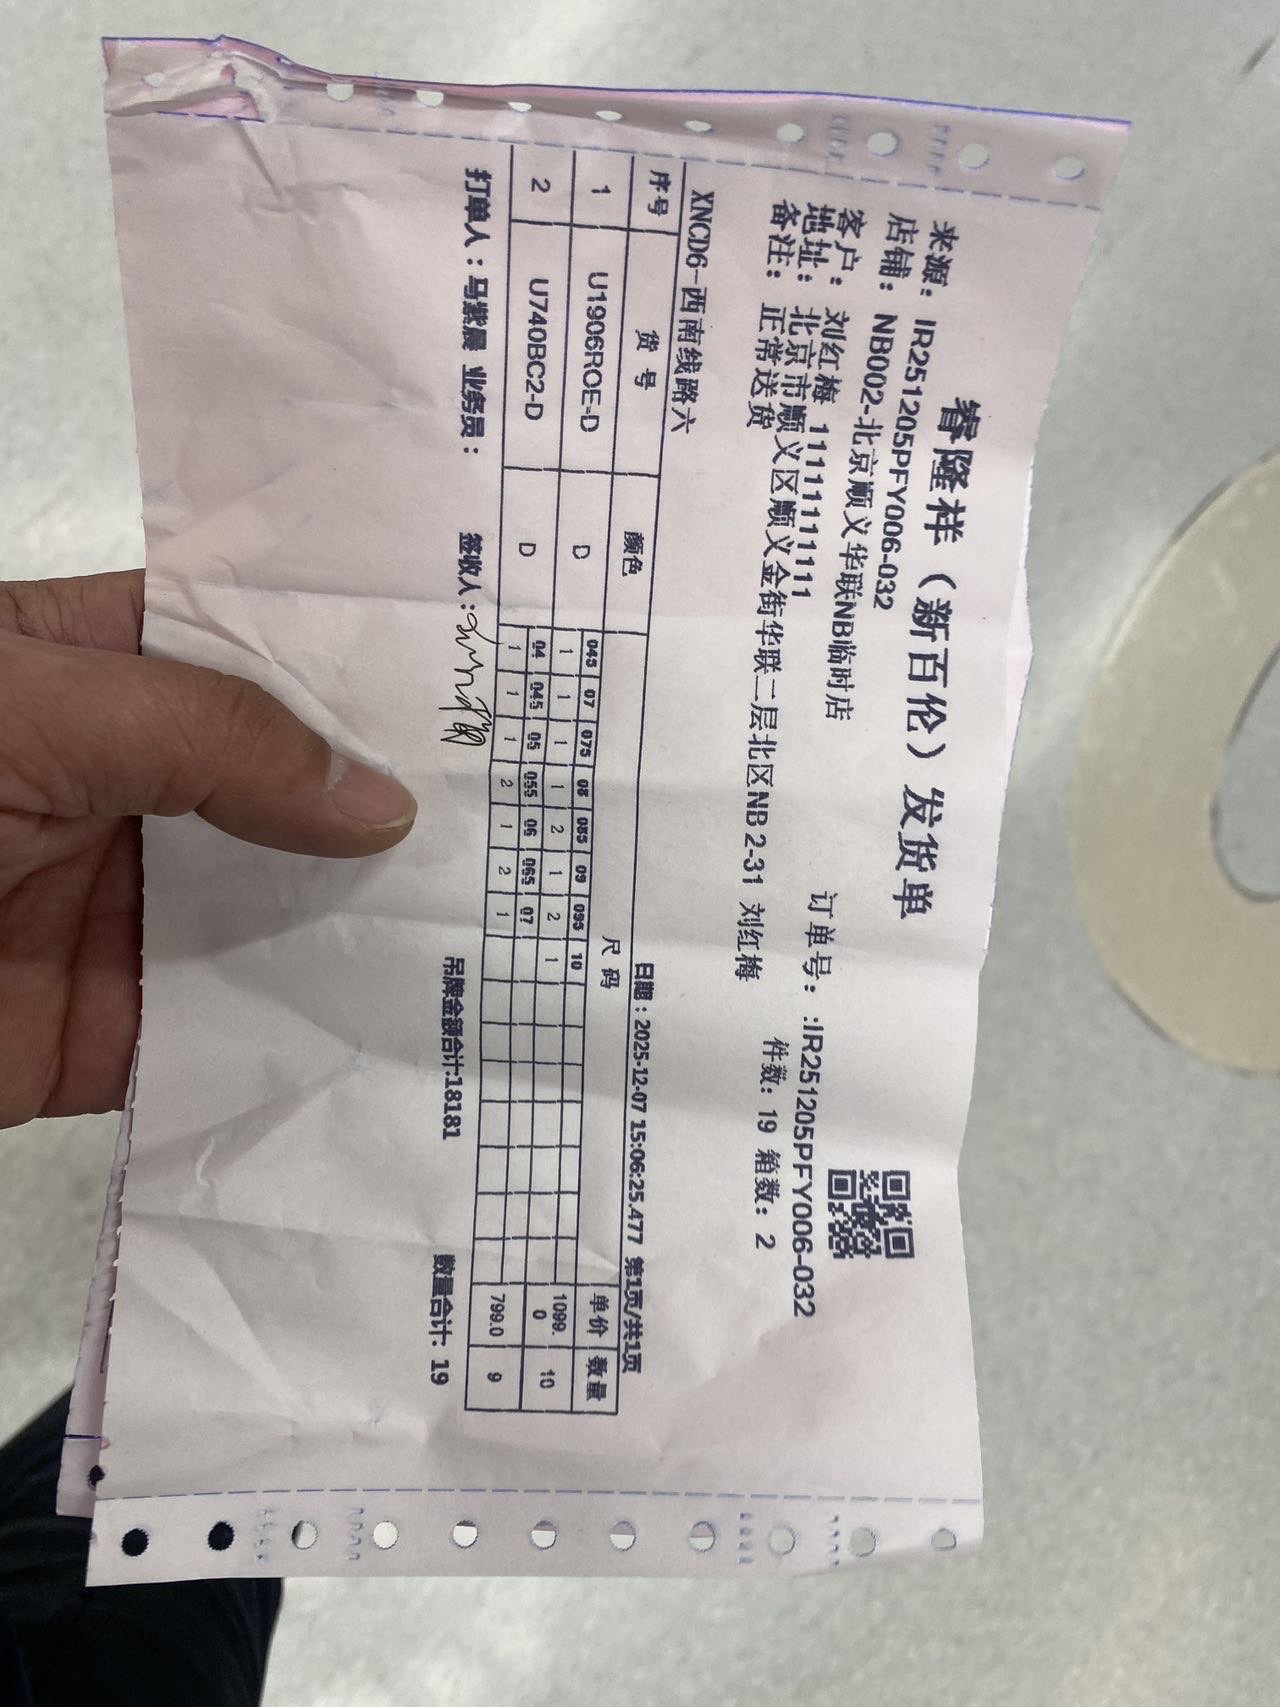 睿隆祥（新百伦）发货单
来源： IR251205PFY006-032
订单号： :IR251205PFY006-032
店铺： NB002-北京顺义华联NB临时店
客户： 刘红梅 11111111111
件数： 19 箱数： 2
地址： 北京市顺义区顺义金街华联二层北区NB 2-31 刘红梅
备注： 正常送货
XNCD6-西南线路六
日期：2025-12-07 15:06:25.477 第1页/共1页
序号 货 号 颜色 尺 码 单价 数量
045 07 075 08 085 09 095 10
1 U1906ROE-D D 1 1 1 1 2 1 2 1 1099.0 10
04 045 05 055 06 065 07
2 U740BC2-D D 1 1 1 2 1 2 1 799.0 9
打单人：马紫晨 业务员： 签收人： 吊牌金额合计:18181 数量合计：19